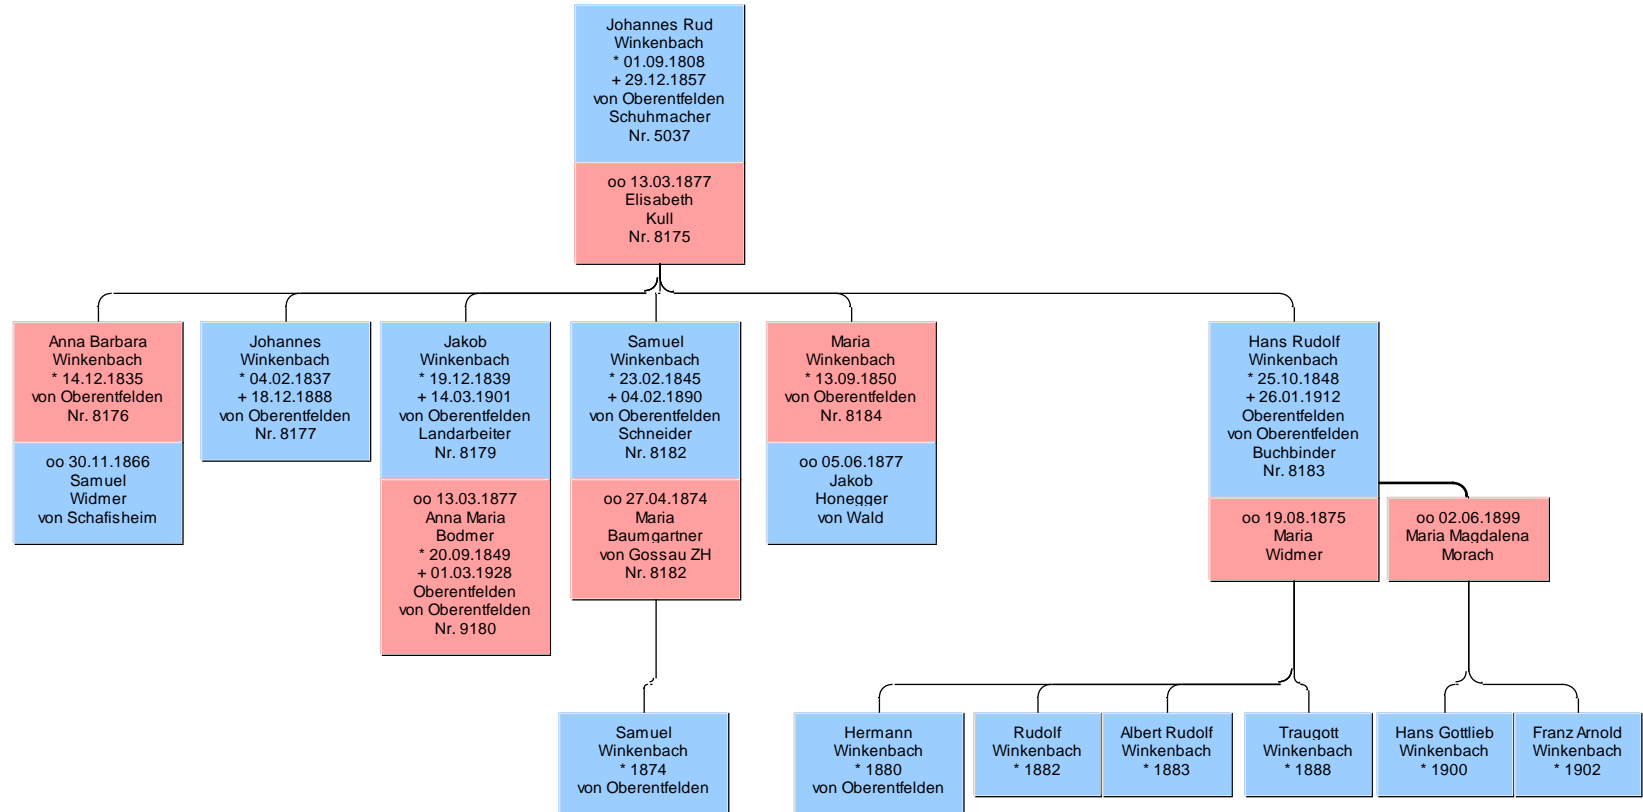 Johannes Rud
Winkenbach
* 01.09.1808
+ 29.12.1857
von Oberentfelden
Schuhmacher
Nr. 5037
oo 13.03.1877
Elisabeth
Kull
Nr. 8175
Anna Barbara
Winkenbach
* 14.12.1835
von Oberentfelden
Nr. 8176
oo 30.11.1866
Samuel
Widmer
von Schafisheim
Johannes
Winkenbach
* 04.02.1837
+ 18.12.1888
von Oberentfelden
Nr. 8177
Jakob
Winkenbach
* 19.12.1839
+ 14.03.1901
von Oberentfelden
Landarbeiter
Nr. 8179
oo 13.03.1877
Anna Maria
Bodmer
* 20.09.1849
+ 01.03.1928
Oberentfelden
von Oberentfelden
Nr. 9180
Samuel
Winkenbach
* 23.02.1845
+ 04.02.1890
von Oberentfelden
Schneider
Nr. 8182
oo 27.04.1874
Maria
Baumgartner
von Gossau ZH
Nr. 8182
Maria
Winkenbach
* 13.09.1850
von Oberentfelden
Nr. 8184
oo 05.06.1877
Jakob
Honegger
von Wald
Hans Rudolf
Winkenbach
* 25.10.1848
+ 26.01.1912
Oberentfelden
von Oberentfelden
Buchbinder
Nr. 8183
oo 19.08.1875
Maria
Widmer
oo 02.06.1899
Maria Magdalena
Morach
Samuel
Winkenbach
* 1874
von Oberentfelden
Hermann
Winkenbach
* 1880
von Oberentfelden
Rudolf
Winkenbach
* 1882
Albert Rudolf
Winkenbach
* 1883
Traugott
Winkenbach
* 1888
Hans Gottlieb
Winkenbach
* 1900
Franz Arnold
Winkenbach
* 1902